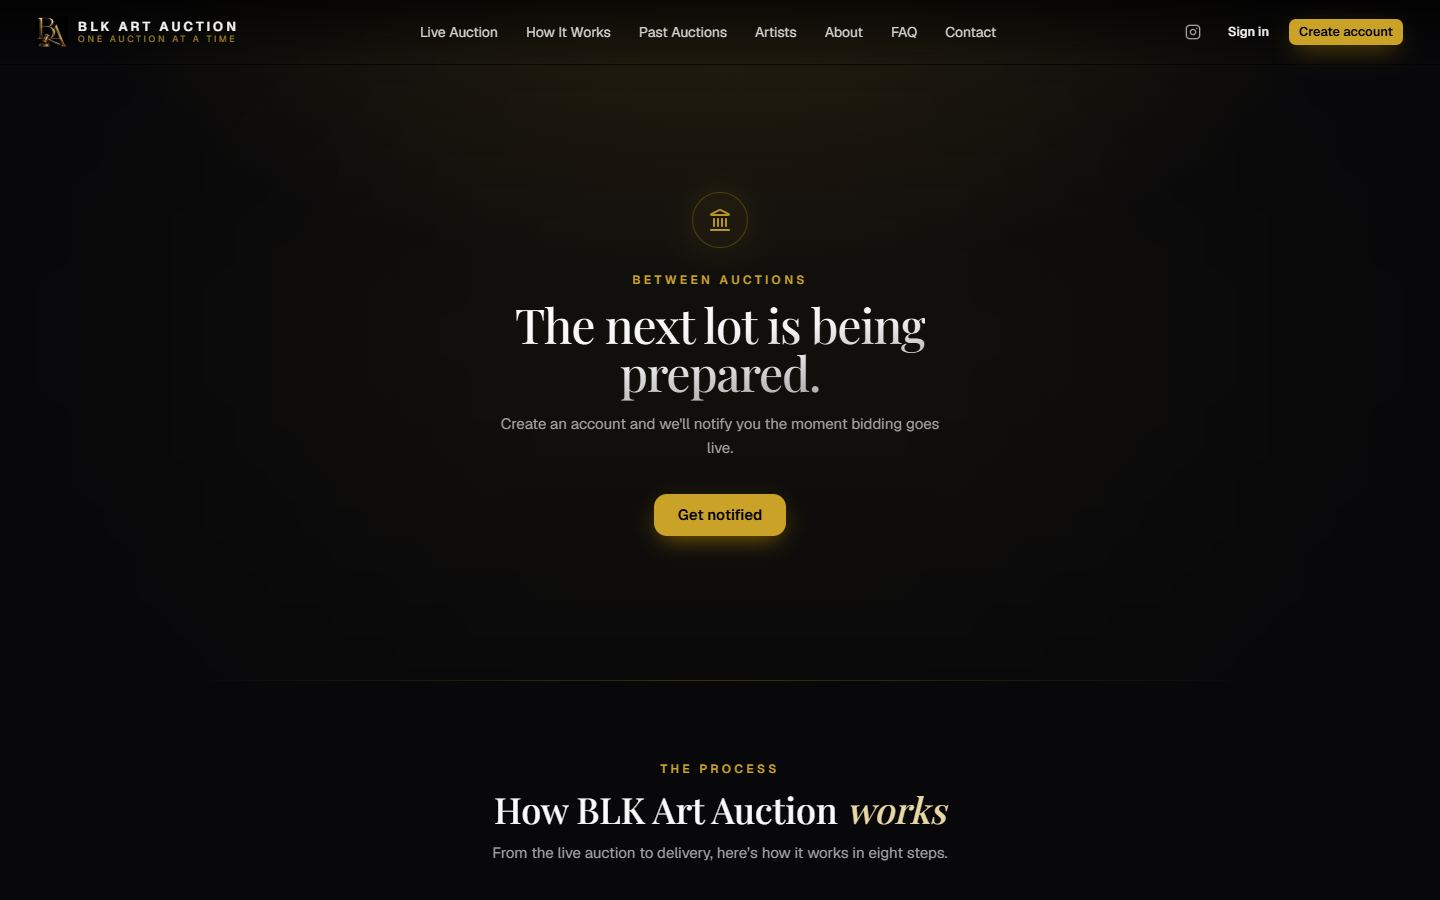 BLK ART AUCTION
ONE AUCTION AT A TIME
Live Auction
How It Works
Past Auctions
Artists
About
FAQ
Contact
Sign in
Create account
BETWEEN AUCTIONS
The next lot is being
prepared.
Create an account and we'll notify you the moment bidding goes
live.
Get notified
THE PROCESS
How BLK Art Auction works
From the live auction to delivery, here’s how it works in eight steps.